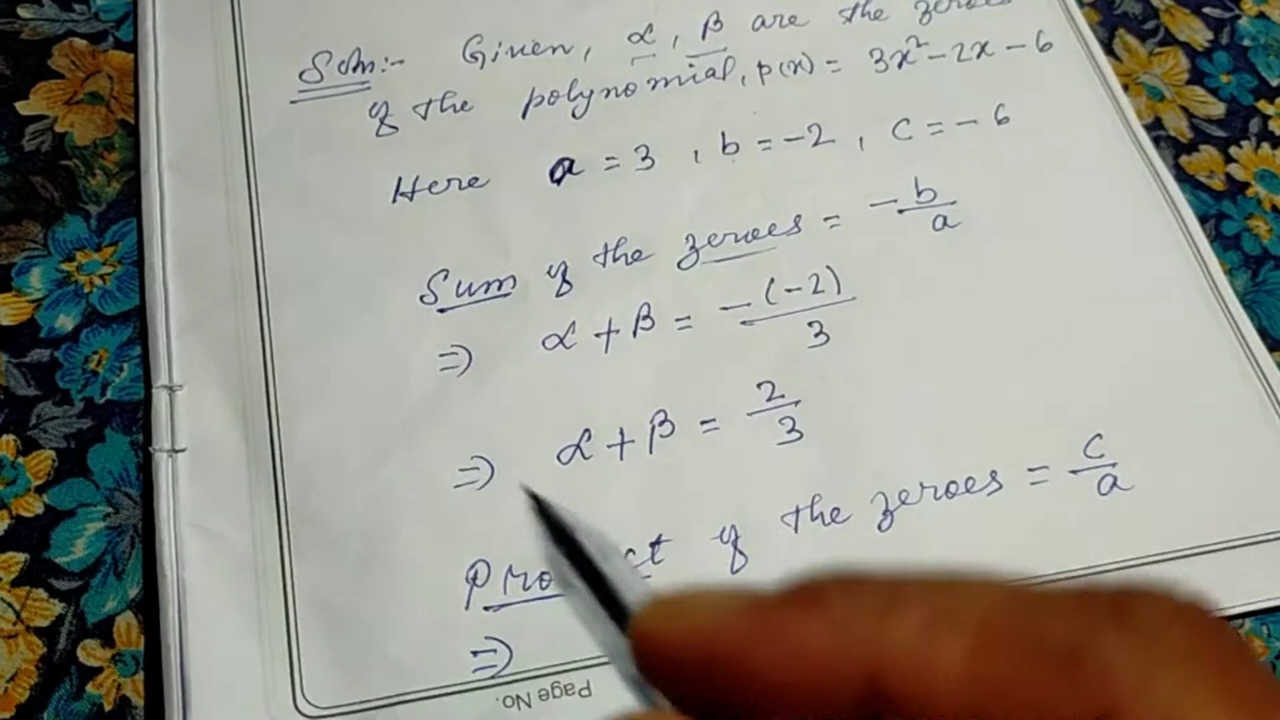 Soln:- Given, α, β are the zeroes
of the polynomial, p(x) = 3x² - 2x - 6
Here a = 3, b = -2, c = -6
Sum of the zeroes = -b/a
⇒ α + β = -(-2)/3
⇒ α + β = 2/3
Product of the zeroes = c/a
⇒
Page No.